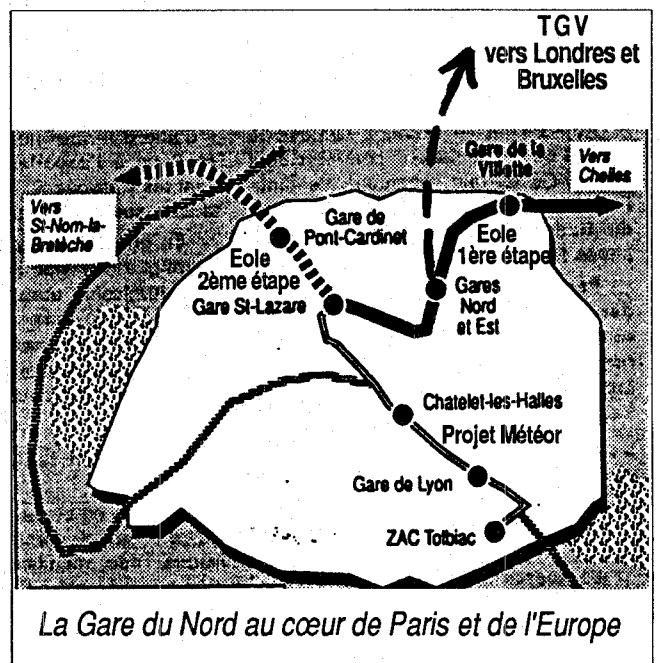 TGV
vers Londres et
Bruxelles
Gare de la
Villette
Vers
Chelles
Vers
St-Nom-la-
Bretèche
Gare de
Pont-Cardinet
Eole
2ème étape
Eole
1ère étape
Gare St-Lazare
Gares
Nord
et Est
Chatelet-les-Halles
Projet Météor
Gare de Lyon
ZAC Tolbiac
La Gare du Nord au cœur de Paris et de l'Europe